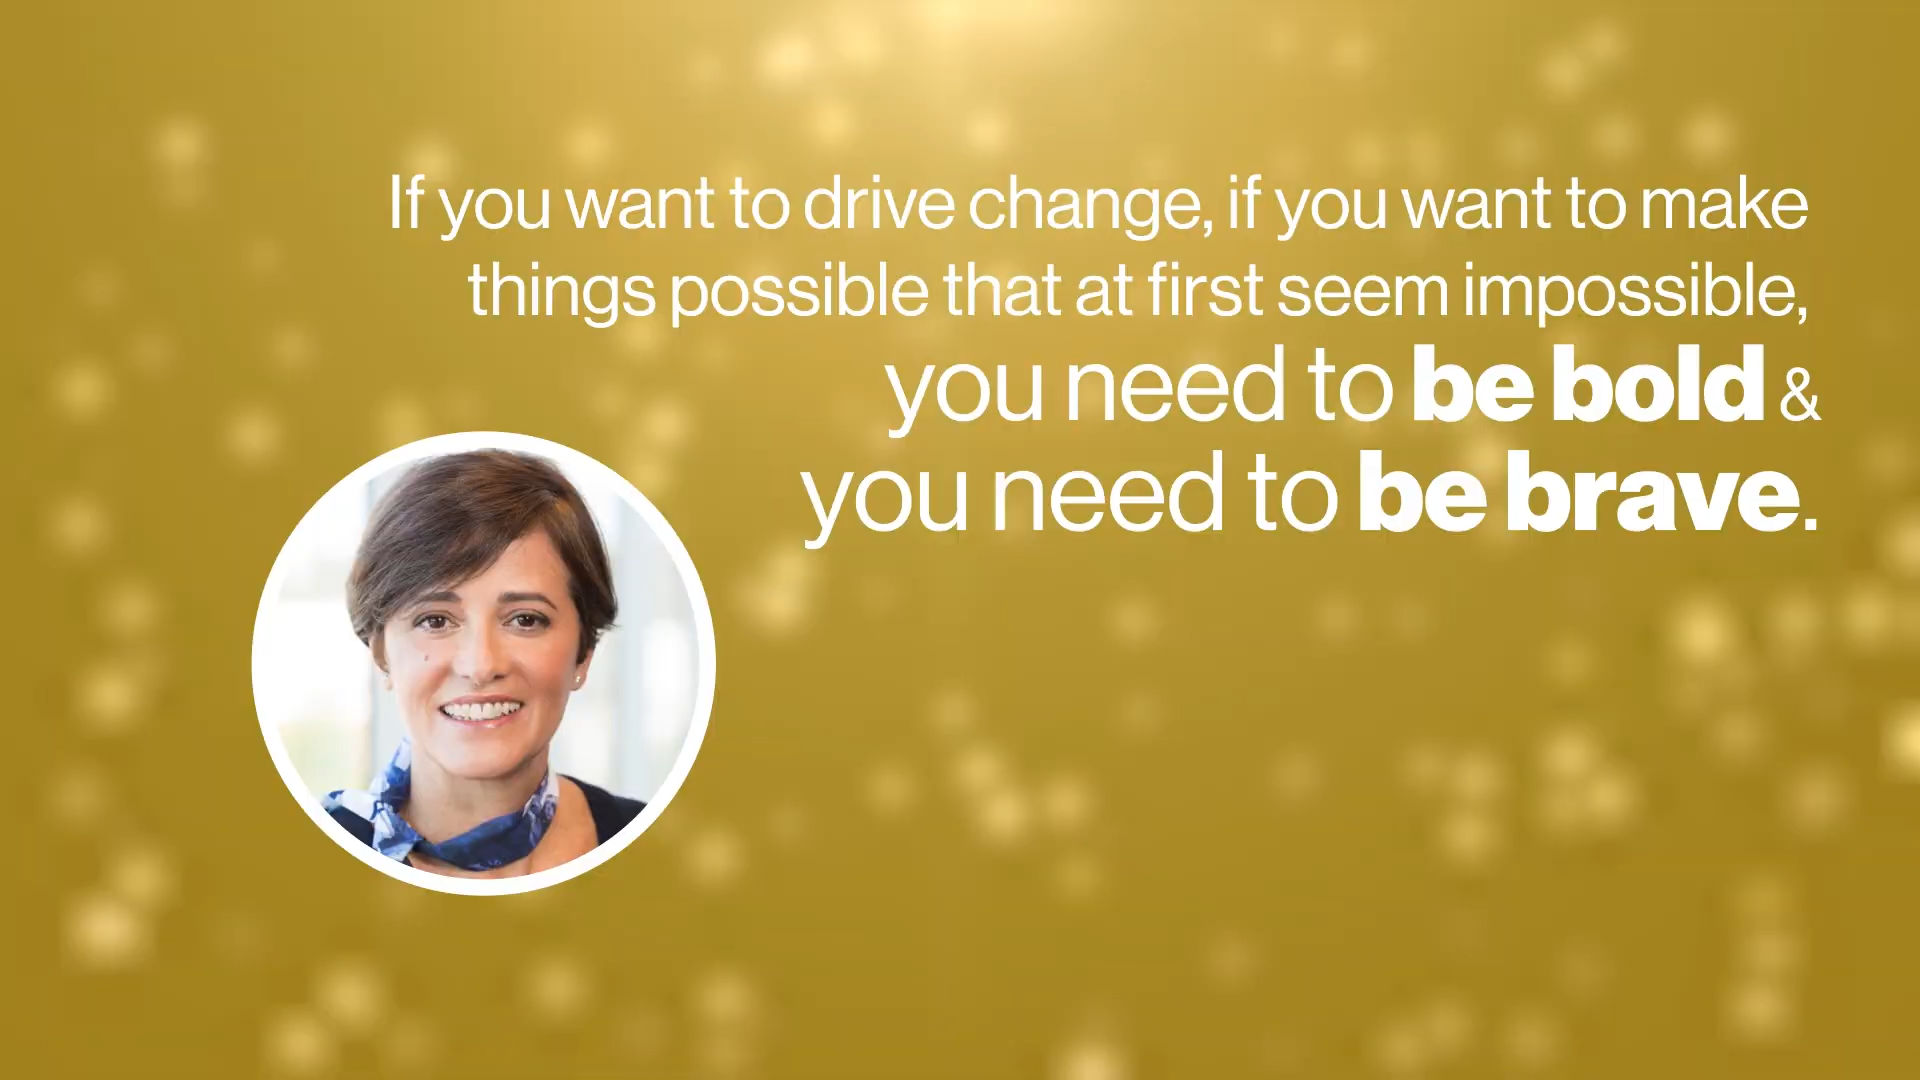 If you want to drive change, if you want to make
things possible that at first seem impossible,
you need to be bold &
you need to be brave.